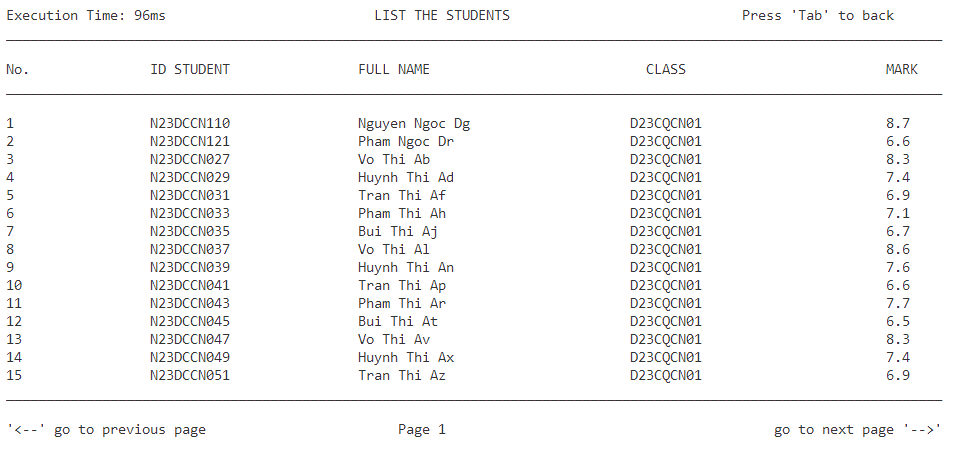 Execution Time: 96ms LIST THE STUDENTS Press 'Tab' to back
No. ID STUDENT FULL NAME CLASS MARK
1 N23DCCN110 Nguyen Ngoc Dg D23CQCN01 8.7
2 N23DCCN121 Pham Ngoc Dr D23CQCN01 6.6
3 N23DCCN027 Vo Thi Ab D23CQCN01 8.3
4 N23DCCN029 Huynh Thi Ad D23CQCN01 7.4
5 N23DCCN031 Tran Thi Af D23CQCN01 6.9
6 N23DCCN033 Pham Thi Ah D23CQCN01 7.1
7 N23DCCN035 Bui Thi Aj D23CQCN01 6.7
8 N23DCCN037 Vo Thi Al D23CQCN01 8.6
9 N23DCCN039 Huynh Thi An D23CQCN01 7.6
10 N23DCCN041 Tran Thi Ap D23CQCN01 6.6
11 N23DCCN043 Pham Thi Ar D23CQCN01 7.7
12 N23DCCN045 Bui Thi At D23CQCN01 6.5
13 N23DCCN047 Vo Thi Av D23CQCN01 8.3
14 N23DCCN049 Huynh Thi Ax D23CQCN01 7.4
15 N23DCCN051 Tran Thi Az D23CQCN01 6.9
'<--' go to previous page Page 1 go to next page '-->'